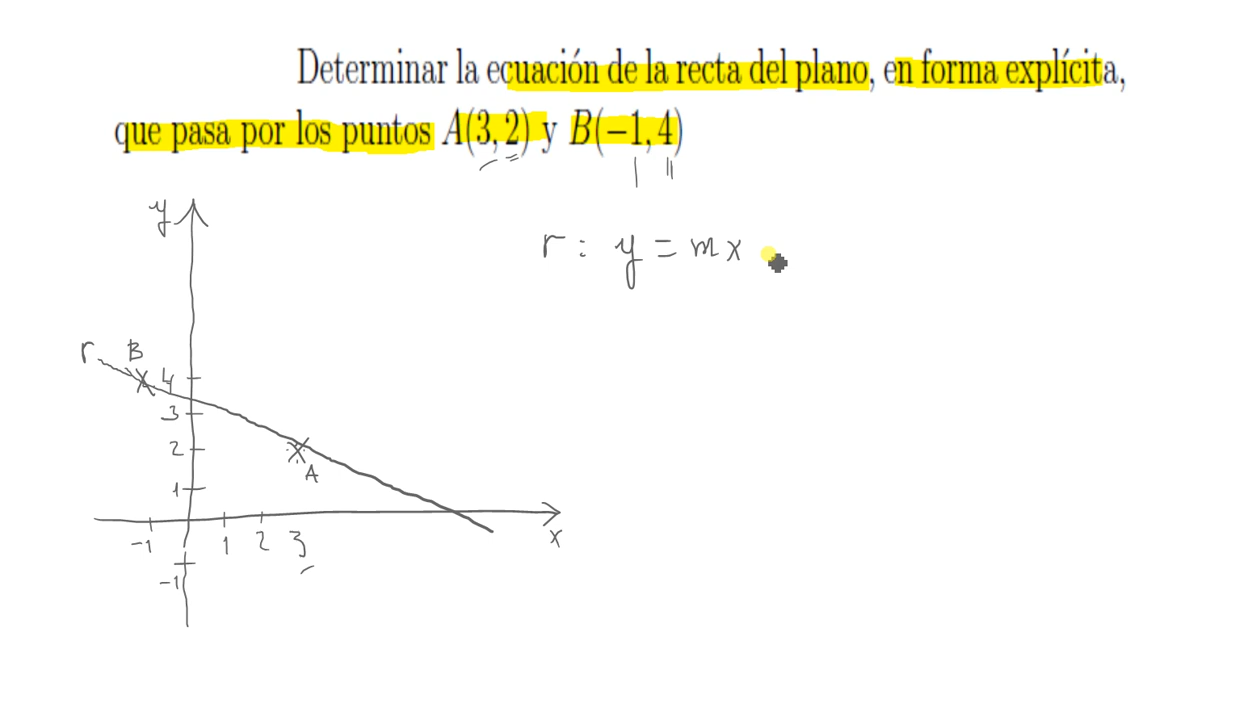 Determinar la ecuación de la recta del plano, en forma explícita,
que pasa por los puntos A(3, 2) y B(−1, 4)
y
r : y = mx
r B
4
3
2
A
1
-1 1 2 3 x
-1